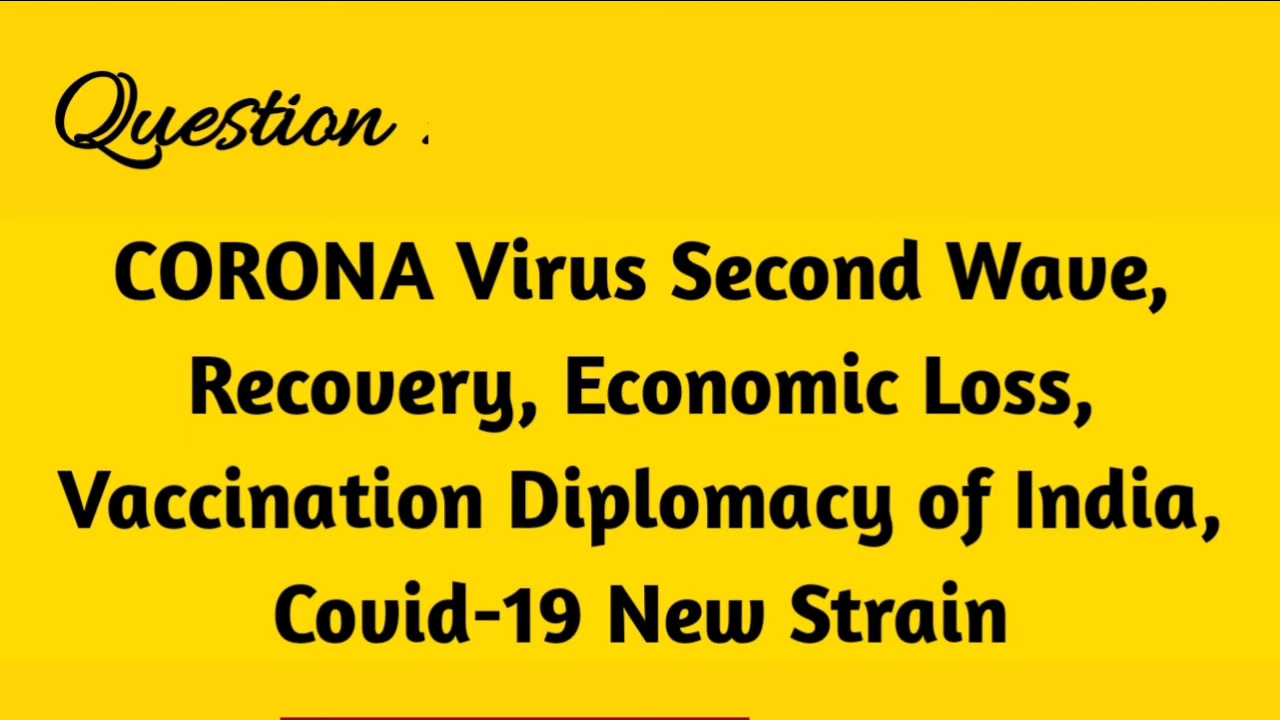 Question
CORONA Virus Second Wave,
Recovery, Economic Loss,
Vaccination Diplomacy of India,
Covid-19 New Strain